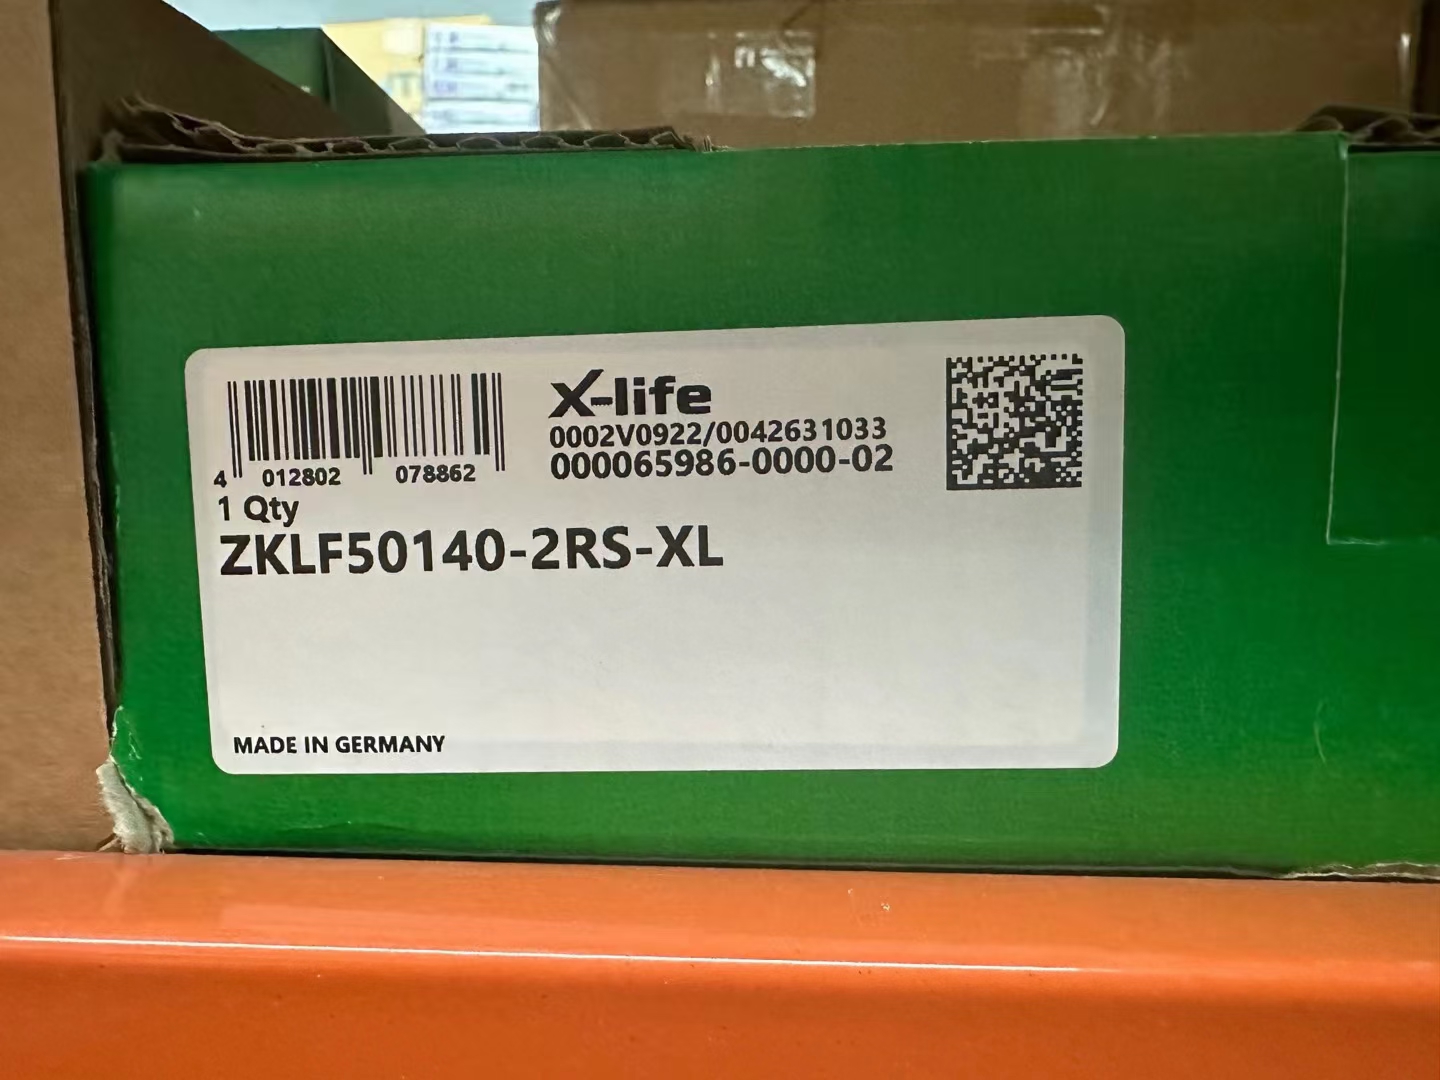 X-life
0002V0922/0042631033
000065986-0000-02
4 012802 078862
1 Qty
ZKLF50140-2RS-XL
MADE IN GERMANY